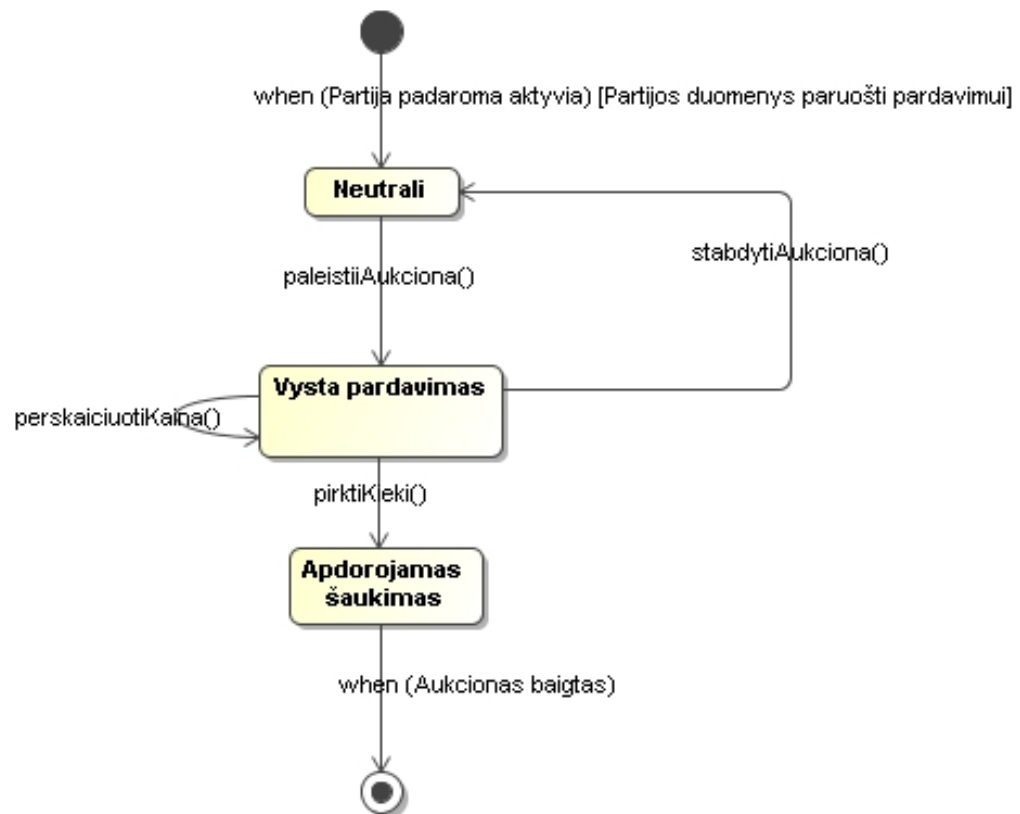 when (Partija padaroma aktyvia) [Partijos duomenys paruošti pardavimui]
Neutrali
stabdytiAukciona()
paleistiiAukciona()
Vysta pardavimas
perskaiciuotiKaina()
pirktiKieki()
Apdorojamas
šaukimas
when (Aukcionas baigtas)